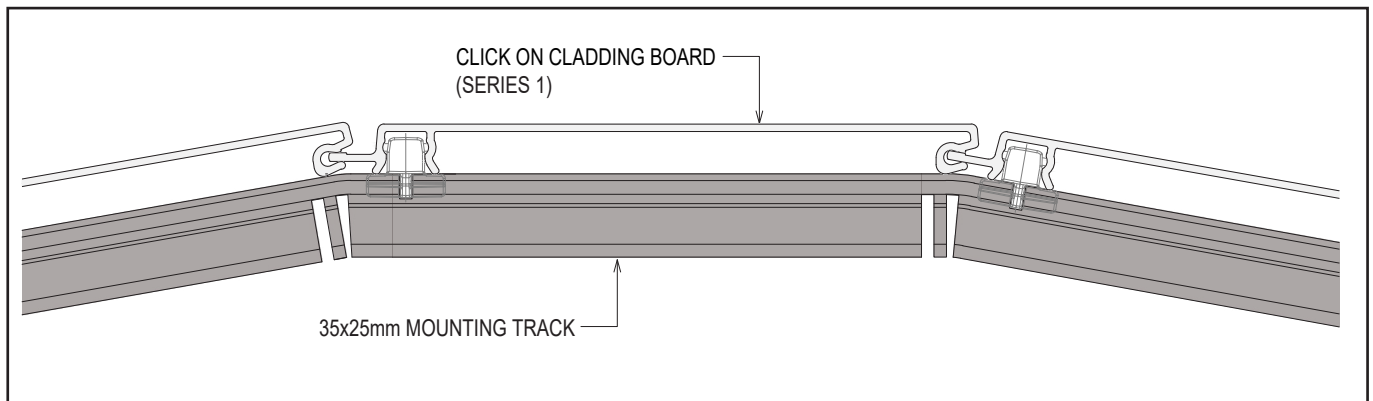 CLICK ON CLADDING BOARD
(SERIES 1)
35x25mm MOUNTING TRACK